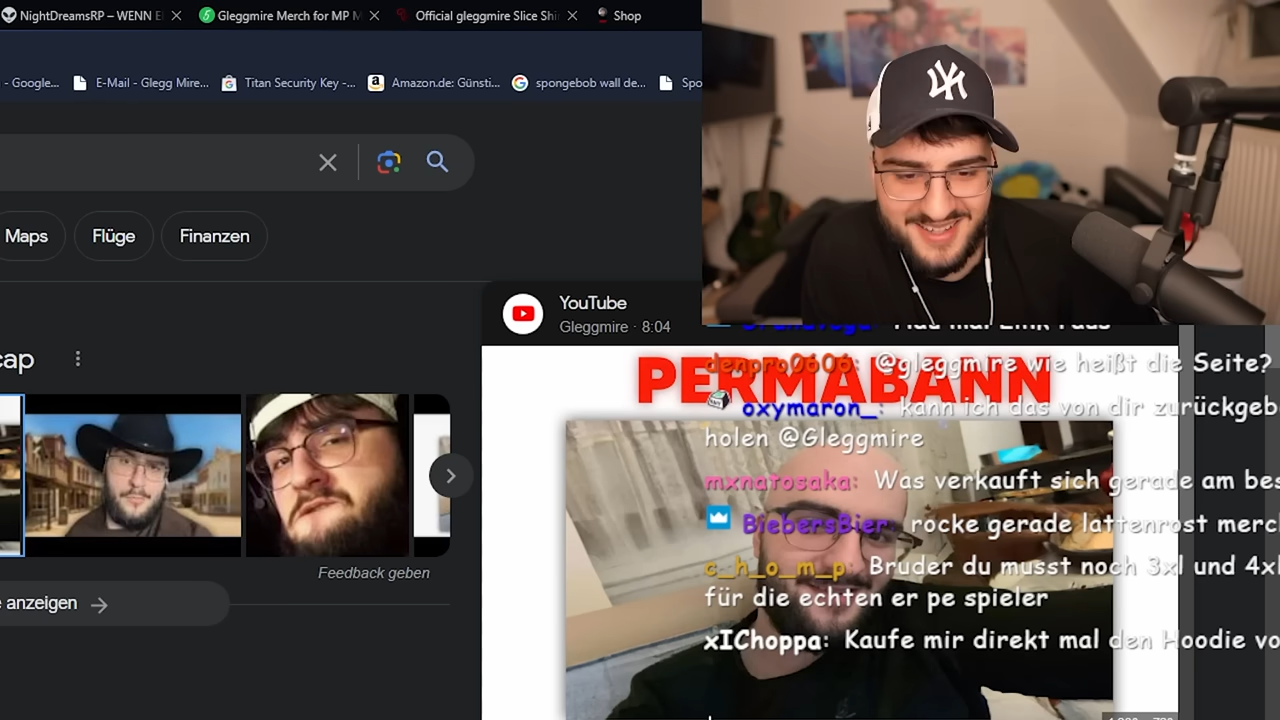 NightDreamsRP – WENN E
Gleggmire Merch for MP M
Official gleggmire Slice Shi
Shop
- Google...
E-Mail - Glegg Mire...
Titan Security Key -...
Amazon.de: Günsti...
spongebob wall de...
Spo
Maps
Flüge
Finanzen
YouTube
Gleggmire · 8:04
cap
PERMABANN
denpro0606: @gleggmire wie heißt die Seite?
oxymaron_: kann ich das von dir zurückgeb
holen @Gleggmire
mxnatosaka: Was verkauft sich gerade am bes
BiebersBier rocke gerade lattenrost merc
c_h_o_m_p: Bruder du musst noch 3xl und 4xl
für die echten er pe spieler
xIChoppa: Kaufe mir direkt mal den Hoodie vo
Feedback geben
e anzeigen